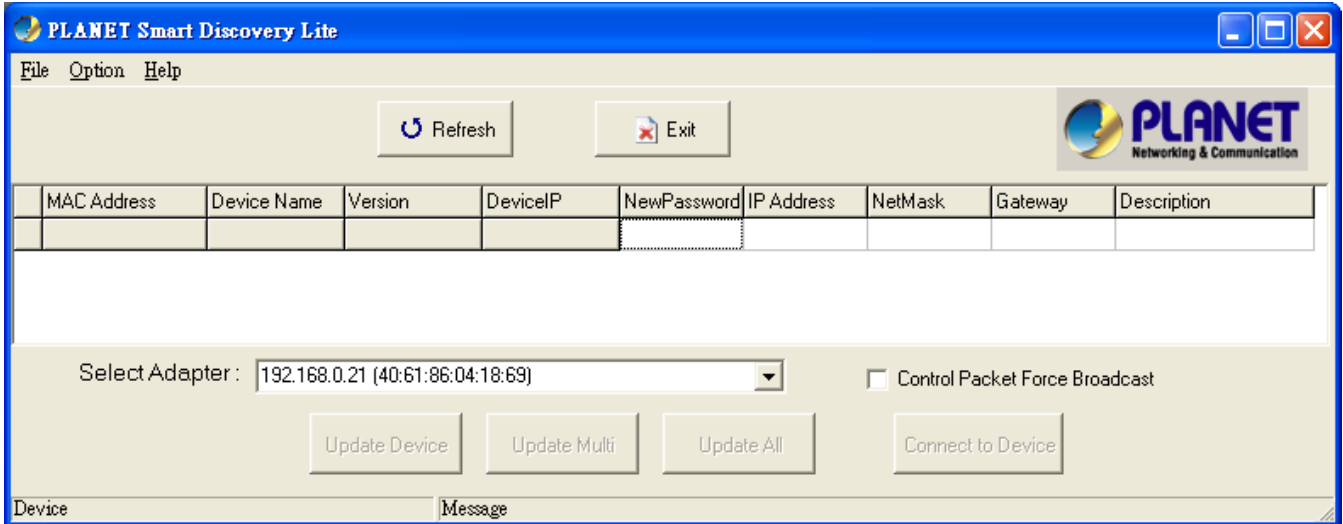 PLANET Smart Discovery Lite
File Option Help
Refresh Exit
PLANET
Networking & Communication
MAC Address Device Name Version DeviceIP NewPassword IP Address NetMask Gateway Description
Select Adapter : 192.168.0.21 (40:61:86:04:18:69) Control Packet Force Broadcast
Update Device Update Multi Update All Connect to Device
Device Message